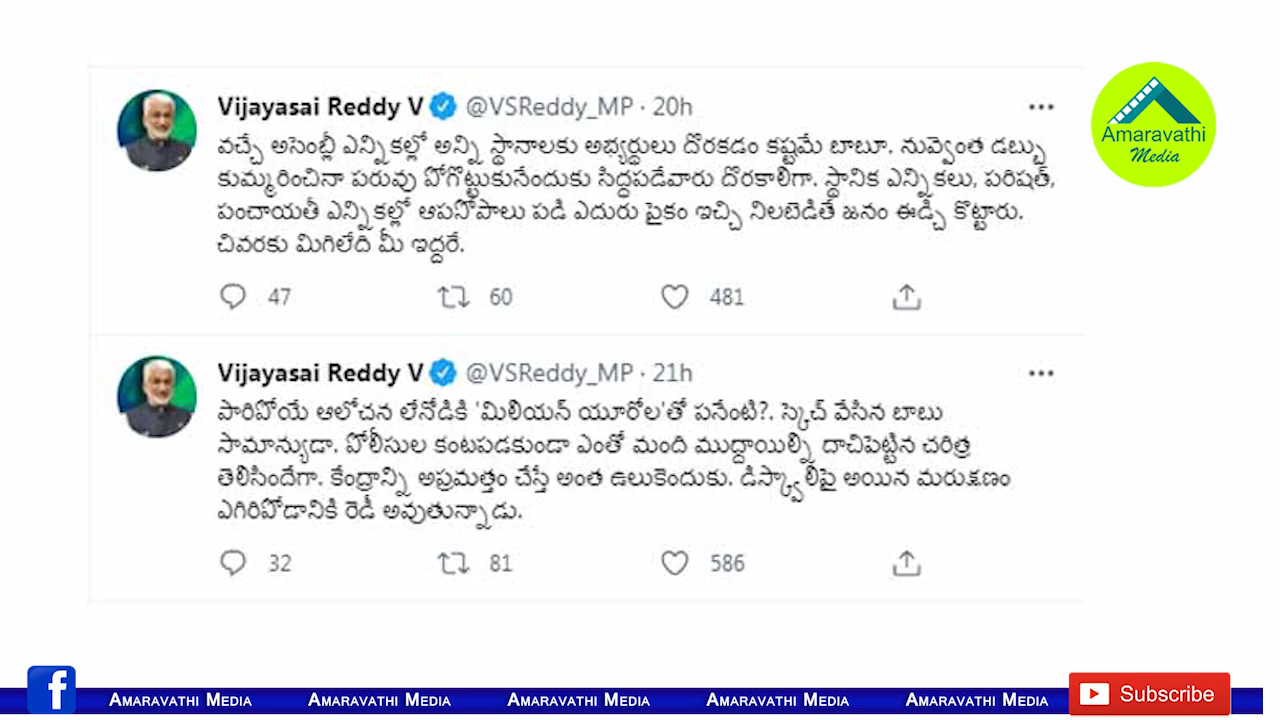 Vijayasai Reddy V @VSReddy_MP · 20h
వచ్చే అసెంబ్లీ ఎన్నికల్లో అన్ని స్థానాలకు అభ్యర్థులు దొరకడం కష్టమే బాబూ. నువ్వెంత డబ్బు
కుమ్మరించినా పరువు పోగొట్టుకునేందుకు సిద్ధపడేవారు దొరకాలిగా. స్థానిక ఎన్నికలు, పరిషత్,
పంచాయతీ ఎన్నికల్లో ఆపసోపాలు పడి ఎదురు పైకం ఇచ్చి నిలబెడితే జనం ఈడ్చి కొట్టారు.
చివరకు మిగిలేది మీ ఇద్దరే.
47 60 481
Vijayasai Reddy V @VSReddy_MP · 21h
పారిపోయే ఆలోచన లేనోడికి 'మిలియన్ యూరోల'తో పనేంటి?. స్కెచ్ వేసిన బాబు
సామాన్యుడా. పోలీసుల కంటపడకుండా ఎంతో మంది ముద్దాయిల్ని దాచిపెట్టిన చరిత్ర
తెలిసిందేగా. కేంద్రాన్ని అప్రమత్తం చేస్తే అంత ఉలుకెందుకు. డిస్క్వాలిఫై అయిన మరుక్షణం
ఎగిరిపోడానికి రెడీ అవుతున్నాడు.
32 81 586
Amaravathi
Media
f Amaravathi Media Amaravathi Media Amaravathi Media Amaravathi Media Amaravathi Media Subscribe